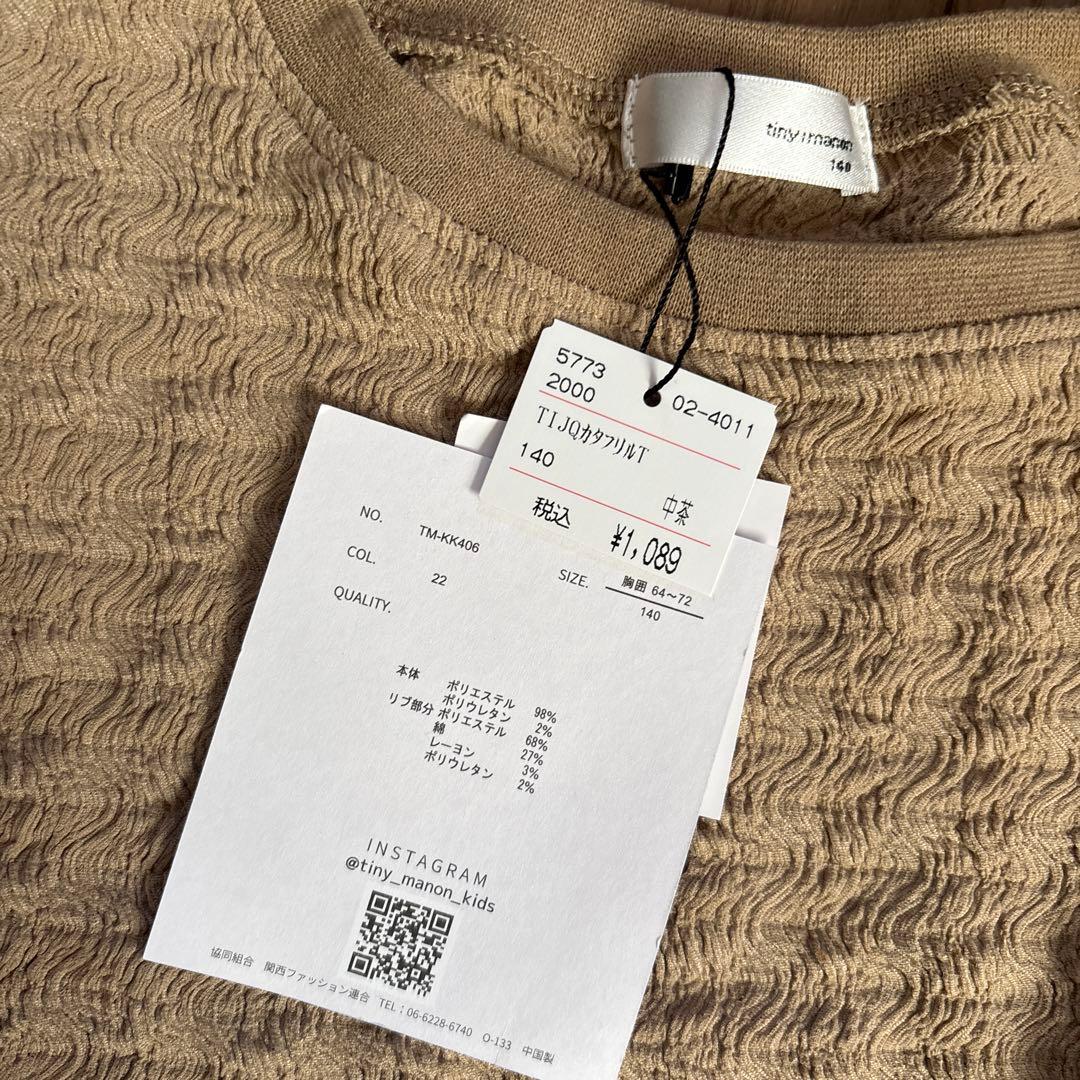 tiny manon
140
5773
2000
02-4011
TIJQカタフリルT
140
中茶
税込
¥1,089
NO. TM-KK406
COL. 22
SIZE. 胸囲 64～72
140
QUALITY.
本体 ポリエステル 98%
ポリウレタン 2%
リブ部分 ポリエステル 68%
綿 27%
レーヨン 3%
ポリウレタン 2%
INSTAGRAM
@tiny_manon_kids
協同組合 関西ファッション連合 TEL：06-6228-6740 O-133 中国製